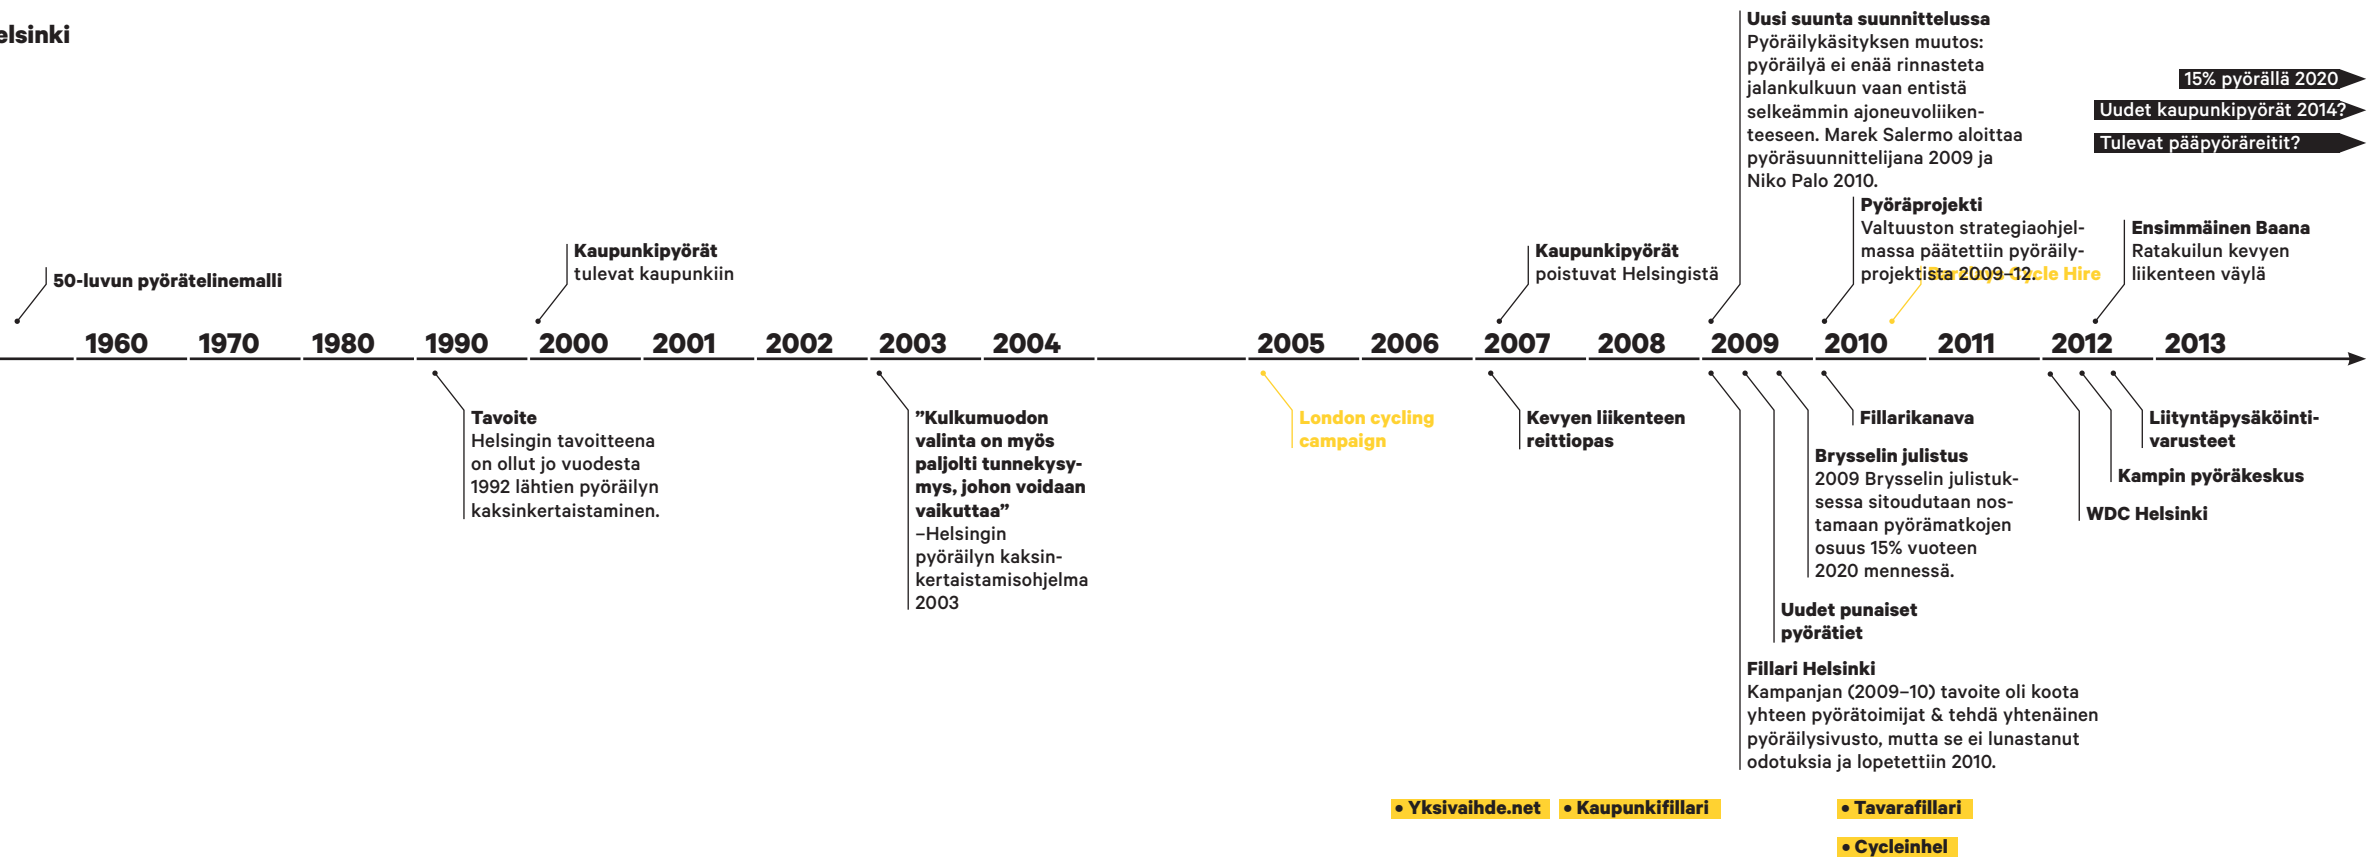 elsinki
Uusi suunta suunnittelussa
Pyöräilykäsityksen muutos:
pyöräilyä ei enää rinnasteta
jalankulkuun vaan entistä
selkeämmin ajoneuvoliiken-
teeseen. Marek Salermo aloittaa
pyöräsuunnittelijana 2009 ja
Niko Palo 2010.
15% pyörällä 2020
Uudet kaupunkipyörät 2014?
Tulevat pääpyöräreitit?
50-luvun pyörätelinemalli
Kaupunkipyörät
tulevat kaupunkiin
Kaupunkipyörät
poistuvat Helsingistä
Pyöräprojekti
Valtuuston strategiaohjel-
massa päätettiin pyöräily-
projektista 2009–12.
Cycle Hire
Ensimmäinen Baana
Ratakuilun kevyen
liikenteen väylä
1960 1970 1980 1990 2000 2001 2002 2003 2004 2005 2006 2007 2008 2009 2010 2011 2012 2013
Tavoite
Helsingin tavoitteena
on ollut jo vuodesta
1992 lähtien pyöräilyn
kaksinkertaistaminen.
”Kulkumuodon
valinta on myös
paljolti tunnekysy-
mys, johon voidaan
vaikuttaa”
–Helsingin
pyöräilyn kaksin-
kertaistamisohjelma
2003
London cycling
campaign
Kevyen liikenteen
reittiopas
Fillarikanava
Brysselin julistus
2009 Brysselin julistuk-
sessa sitoudutaan nos-
tamaan pyörämatkojen
osuus 15% vuoteen
2020 mennessä.
Uudet punaiset
pyörätiet
Fillari Helsinki
Kampanjan (2009–10) tavoite oli koota
yhteen pyörätoimijat & tehdä yhtenäinen
pyöräilysivusto, mutta se ei lunastanut
odotuksia ja lopetettiin 2010.
Liityntäpysäköinti-
varusteet
Kampin pyöräkeskus
WDC Helsinki
• Yksivaihde.net
• Kaupunkifillari
• Tavarafillari
• Cycleinhel